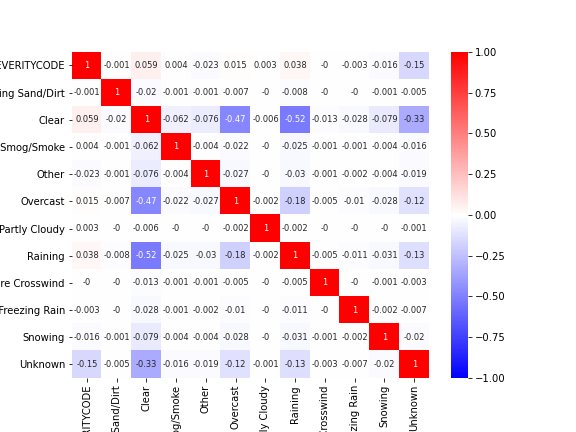 EVERITYCODE 1 -0.001 0.059 0.004 -0.023 0.015 0.003 0.038 -0 -0.003 -0.016 -0.15
ing Sand/Dirt -0.001 1 -0.02 -0.001 -0.001 -0.007 -0 -0.008 -0 -0 -0.001 -0.005
Clear 0.059 -0.02 1 -0.062 -0.076 -0.47 -0.006 -0.52 -0.013 -0.028 -0.079 -0.33
Smog/Smoke 0.004 -0.001 -0.062 1 -0.004 -0.022 -0 -0.025 -0.001 -0.001 -0.004 -0.016
Other -0.023 -0.001 -0.076 -0.004 1 -0.027 -0 -0.03 -0.001 -0.002 -0.004 -0.019
Overcast 0.015 -0.007 -0.47 -0.022 -0.027 1 -0.002 -0.18 -0.005 -0.01 -0.028 -0.12
Partly Cloudy 0.003 -0 -0.006 -0 -0 -0.002 1 -0.002 -0 -0 -0 -0.001
Raining 0.038 -0.008 -0.52 -0.025 -0.03 -0.18 -0.002 1 -0.005 -0.011 -0.031 -0.13
re Crosswind -0 -0 -0.013 -0.001 -0.001 -0.005 -0 -0.005 1 -0 -0.001 -0.003
Freezing Rain -0.003 -0 -0.028 -0.001 -0.002 -0.01 -0 -0.011 -0 1 -0.002 -0.007
Snowing -0.016 -0.001 -0.079 -0.004 -0.004 -0.028 -0 -0.031 -0.001 -0.002 1 -0.02
Unknown -0.15 -0.005 -0.33 -0.016 -0.019 -0.12 -0.001 -0.13 -0.003 -0.007 -0.02 1
RITYCODE
Sand/Dirt
Clear
og/Smoke
Other
Overcast
ly Cloudy
Raining
Crosswind
zing Rain
Snowing
Unknown
1.00
0.75
0.50
0.25
0.00
−0.25
−0.50
−0.75
−1.00